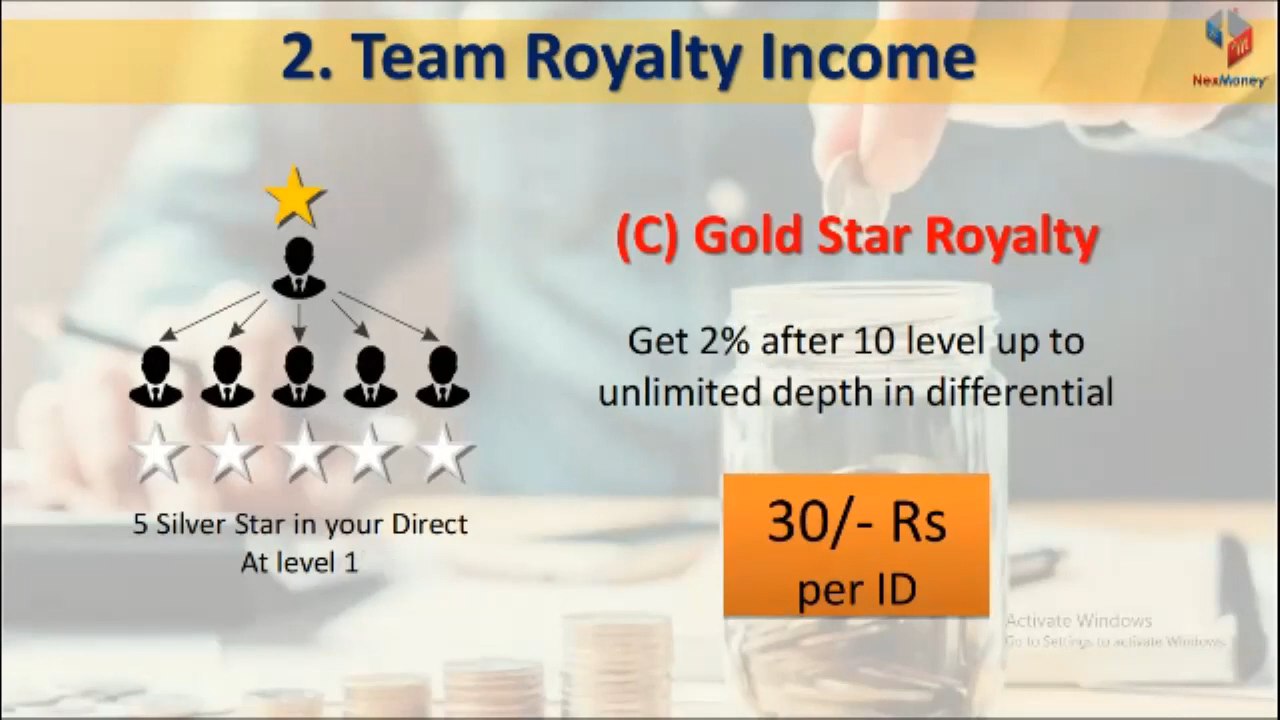 2. Team Royalty Income
NexMoney
(C) Gold Star Royalty
Get 2% after 10 level up to
unlimited depth in differential
30/- Rs
per ID
5 Silver Star in your Direct
At level 1
Activate Windows
Go to Settings to activate Windows.